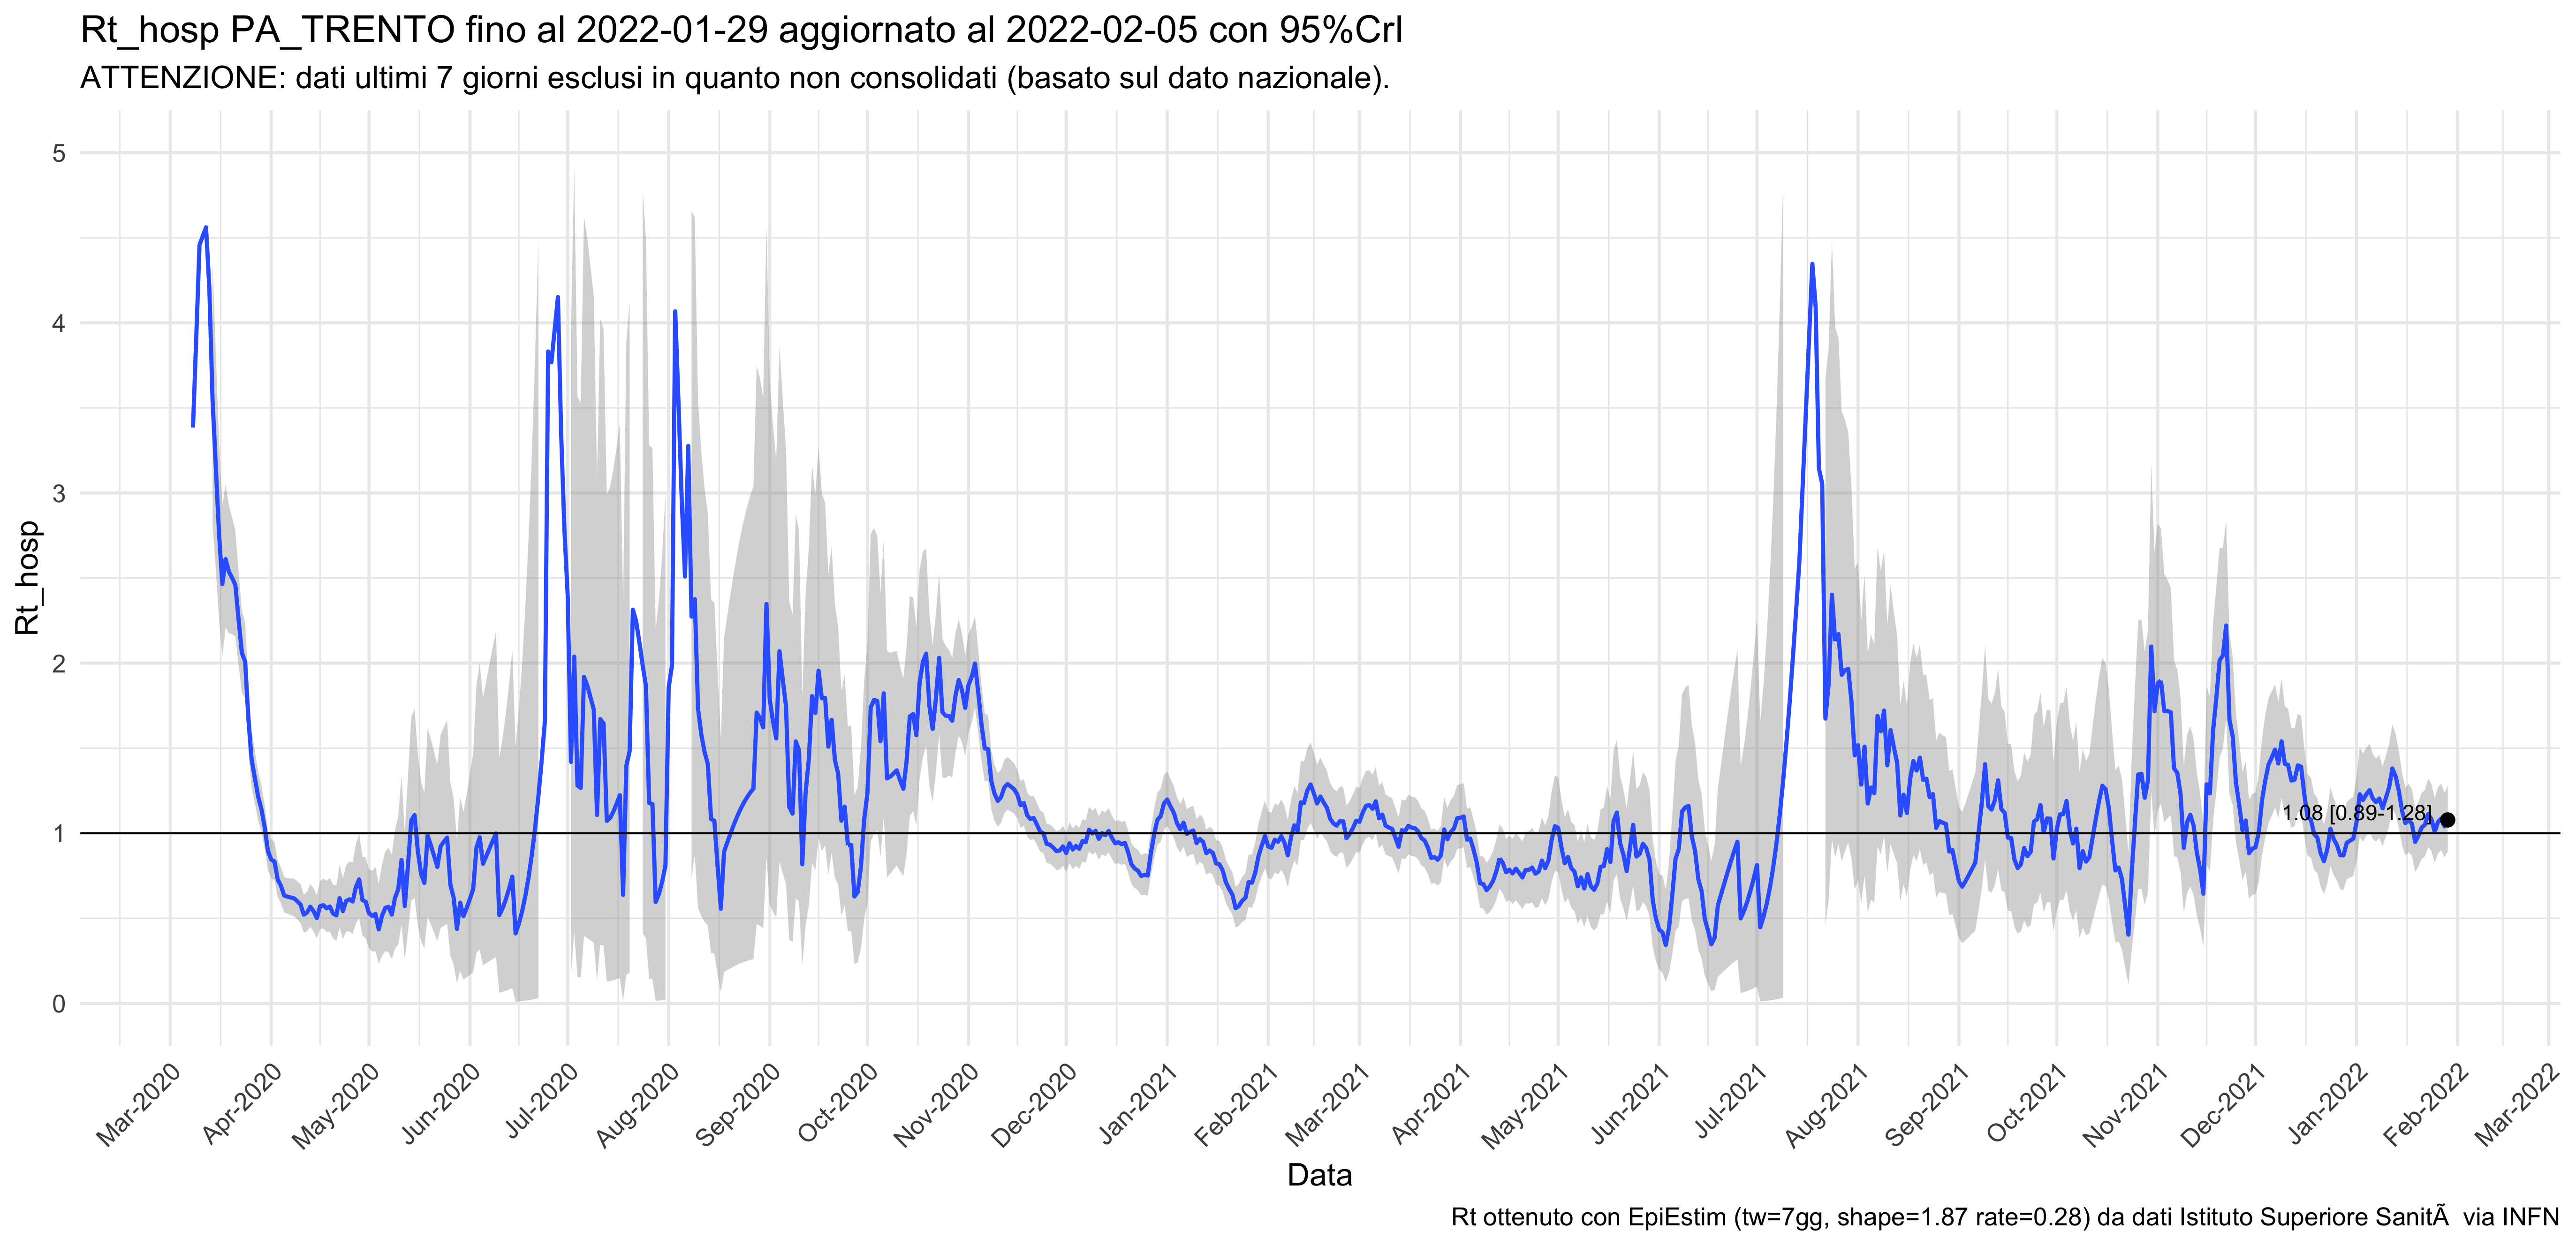 Rt_hosp PA_TRENTO fino al 2022-01-29 aggiornato al 2022-02-05 con 95%CrI
ATTENZIONE: dati ultimi 7 giorni esclusi in quanto non consolidati (basato sul dato nazionale).
Rt_hosp
5
4
3
2
1
0
1.08 [0.89-1.28]
Mar-2020
Apr-2020
May-2020
Jun-2020
Jul-2020
Aug-2020
Sep-2020
Oct-2020
Nov-2020
Dec-2020
Jan-2021
Feb-2021
Mar-2021
Apr-2021
May-2021
Jun-2021
Jul-2021
Aug-2021
Sep-2021
Oct-2021
Nov-2021
Dec-2021
Jan-2022
Feb-2022
Mar-2022
Data
Rt ottenuto con EpiEstim (tw=7gg, shape=1.87 rate=0.28) da dati Istituto Superiore SanitÃ  via INFN